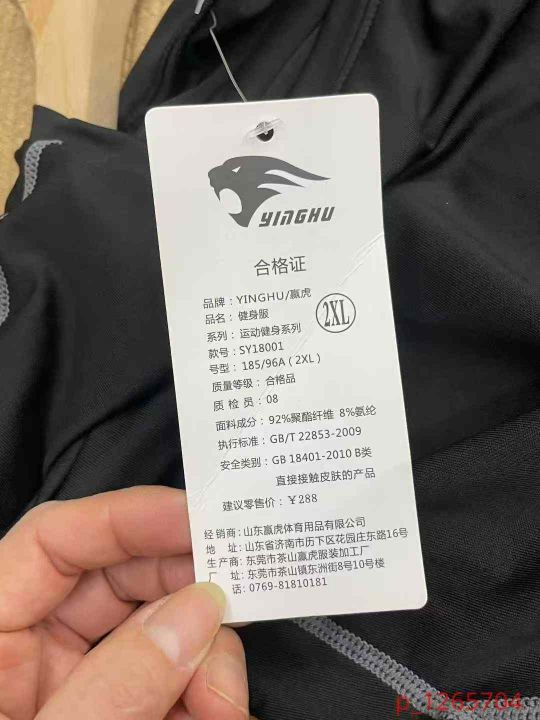 YINGHU
合格证
品牌：YINGHU/赢虎
品名：健身服
2XL
系列：运动健身系列
款号：SY18001
号型：185/96A（2XL）
质量等级：合格品
质 检 员：08
面料成分：92%聚酯纤维 8%氨纶
执行标准：GB/T 22853-2009
安全类别：GB 18401-2010 B类
直接接触皮肤的产品
建议零售价：￥288
经 销 商：山东赢虎体育用品有限公司
地 址：山东省济南市历下区花园庄东路16号
生 产 商：东莞市茶山赢虎服装加工厂
厂 址：东莞市茶山镇东洲街8号10号楼
话：0769-81810181
p_1265704